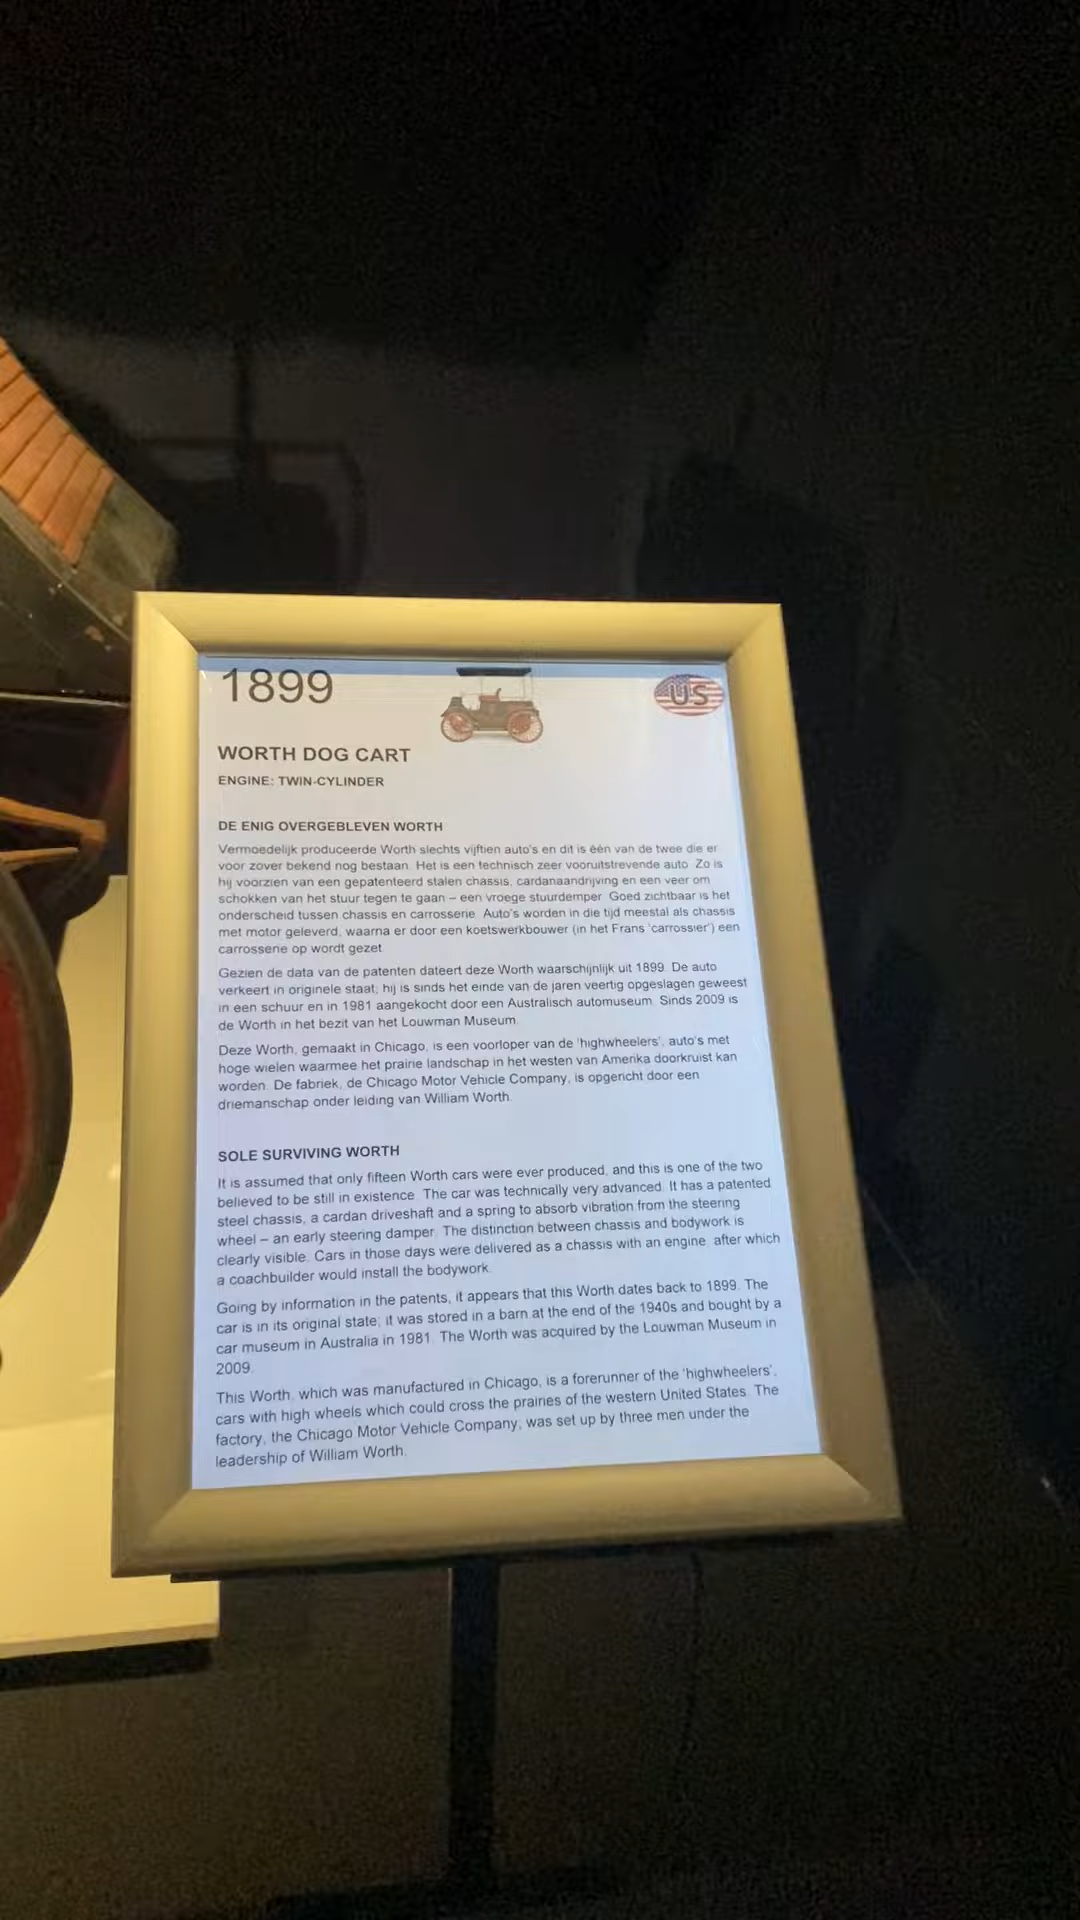 1899
US
WORTH DOG CART
ENGINE: TWIN-CYLINDER
DE ENIG OVERGEBLEVEN WORTH
Vermoedelijk produceerde Worth slechts vijftien auto's en dit is één van de twee die er
voor zover bekend nog bestaan. Het is een technisch zeer vooruitstrevende auto. Zo is
hij voorzien van een gepatenteerd stalen chassis, cardanaandrijving en een veer om
schokken van het stuur tegen te gaan – een vroege stuurdemper. Goed zichtbaar is het
onderscheid tussen chassis en carrosserie. Auto's worden in die tijd meestal als chassis
met motor geleverd, waarna er door een koetswerkbouwer (in het Frans 'carrossier') een
carrosserie op wordt gezet.
Gezien de data van de patenten dateert deze Worth waarschijnlijk uit 1899. De auto
verkeert in originele staat; hij is sinds het einde van de jaren veertig opgeslagen geweest
in een schuur en in 1981 aangekocht door een Australisch automuseum. Sinds 2009 is
de Worth in het bezit van het Louwman Museum.
Deze Worth, gemaakt in Chicago, is een voorloper van de 'highwheelers', auto's met
hoge wielen waarmee het prairie landschap in het westen van Amerika doorkruist kan
worden. De fabriek, de Chicago Motor Vehicle Company, is opgericht door een
driemanschap onder leiding van William Worth.
SOLE SURVIVING WORTH
It is assumed that only fifteen Worth cars were ever produced, and this is one of the two
believed to be still in existence. The car was technically very advanced. It has a patented
steel chassis, a cardan driveshaft and a spring to absorb vibration from the steering
wheel – an early steering damper. The distinction between chassis and bodywork is
clearly visible. Cars in those days were delivered as a chassis with an engine, after which
a coachbuilder would install the bodywork.
Going by information in the patents, it appears that this Worth dates back to 1899. The
car is in its original state; it was stored in a barn at the end of the 1940s and bought by a
car museum in Australia in 1981. The Worth was acquired by the Louwman Museum in
2009.
This Worth, which was manufactured in Chicago, is a forerunner of the 'highwheelers',
cars with high wheels which could cross the prairies of the western United States. The
factory, the Chicago Motor Vehicle Company, was set up by three men under the
leadership of William Worth.